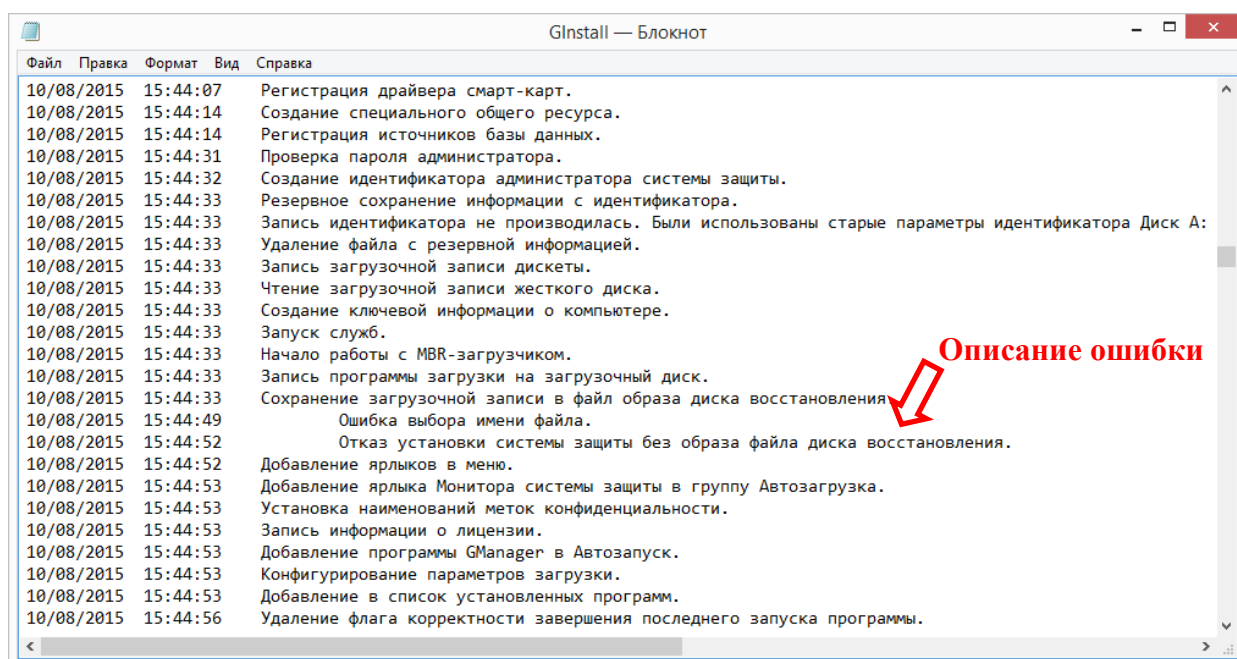 GInstall — Блокнот
Файл Правка Формат Вид Справка
10/08/2015 15:44:07 Регистрация драйвера смарт-карт.
10/08/2015 15:44:14 Создание специального общего ресурса.
10/08/2015 15:44:14 Регистрация источников базы данных.
10/08/2015 15:44:31 Проверка пароля администратора.
10/08/2015 15:44:32 Создание идентификатора администратора системы защиты.
10/08/2015 15:44:33 Резервное сохранение информации с идентификатора.
10/08/2015 15:44:33 Запись идентификатора не производилась. Были использованы старые параметры идентификатора Диск А:
10/08/2015 15:44:33 Удаление файла с резервной информацией.
10/08/2015 15:44:33 Запись загрузочной записи дискеты.
10/08/2015 15:44:33 Чтение загрузочной записи жесткого диска.
10/08/2015 15:44:33 Создание ключевой информации о компьютере.
10/08/2015 15:44:33 Запуск служб.
10/08/2015 15:44:33 Начало работы с MBR-загрузчиком.
Описание ошибки
10/08/2015 15:44:33 Запись программы загрузки на загрузочный диск.
10/08/2015 15:44:33 Сохранение загрузочной записи в файл образа диска восстановления
10/08/2015 15:44:49 Ошибка выбора имени файла.
10/08/2015 15:44:52 Отказ установки системы защиты без образа файла диска восстановления.
10/08/2015 15:44:52 Добавление ярлыков в меню.
10/08/2015 15:44:53 Добавление ярлыка Монитора системы защиты в группу Автозагрузка.
10/08/2015 15:44:53 Установка наименований меток конфиденциальности.
10/08/2015 15:44:53 Запись информации о лицензии.
10/08/2015 15:44:53 Добавление программы GManager в Автозапуск.
10/08/2015 15:44:53 Конфигурирование параметров загрузки.
10/08/2015 15:44:53 Добавление в список установленных программ.
10/08/2015 15:44:56 Удаление флага корректности завершения последнего запуска программы.